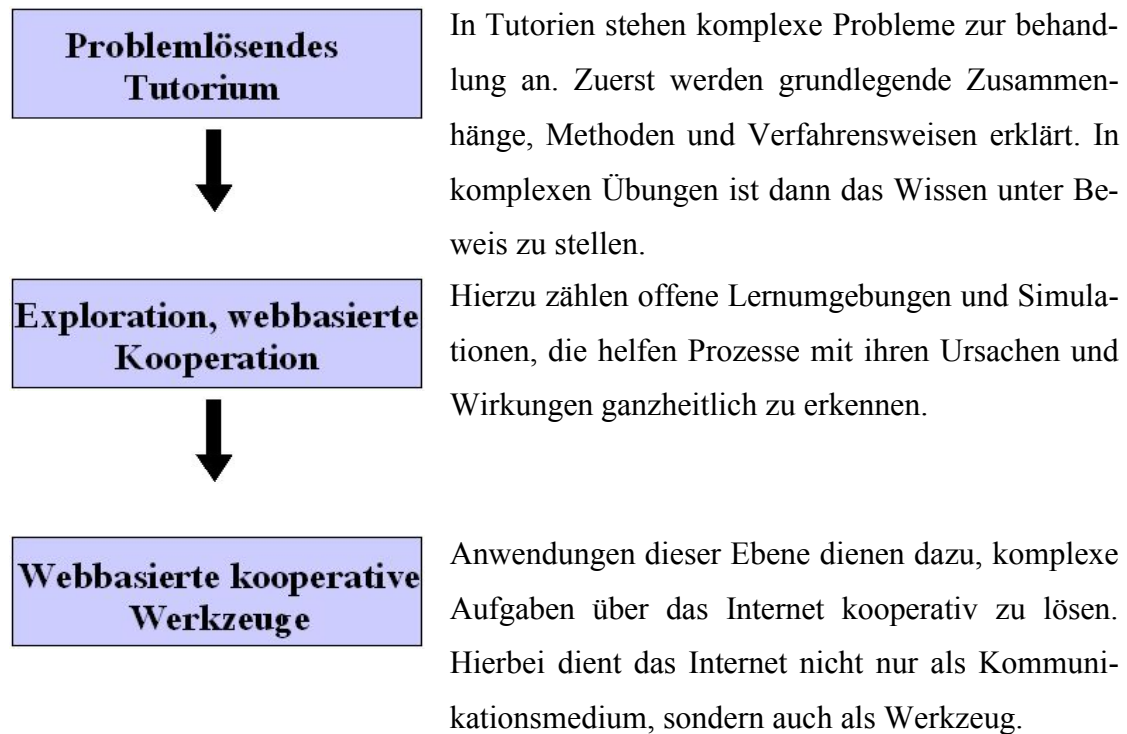 Problemlösendes
Tutorium
In Tutorien stehen komplexe Probleme zur behand-
lung an. Zuerst werden grundlegende Zusammen-
hänge, Methoden und Verfahrensweisen erklärt. In
komplexen Übungen ist dann das Wissen unter Be-
weis zu stellen.
Exploration, webbasierte
Kooperation
Hierzu zählen offene Lernumgebungen und Simula-
tionen, die helfen Prozesse mit ihren Ursachen und
Wirkungen ganzheitlich zu erkennen.
Webbasierte kooperative
Werkzeuge
Anwendungen dieser Ebene dienen dazu, komplexe
Aufgaben über das Internet kooperativ zu lösen.
Hierbei dient das Internet nicht nur als Kommuni-
kationsmedium, sondern auch als Werkzeug.